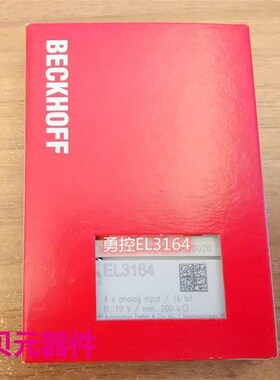 BECKHOFF
勇控EL3164
EL3164
4 x analog input / 16 bit
0...10 V / min. 200 kΩ
贝元器件